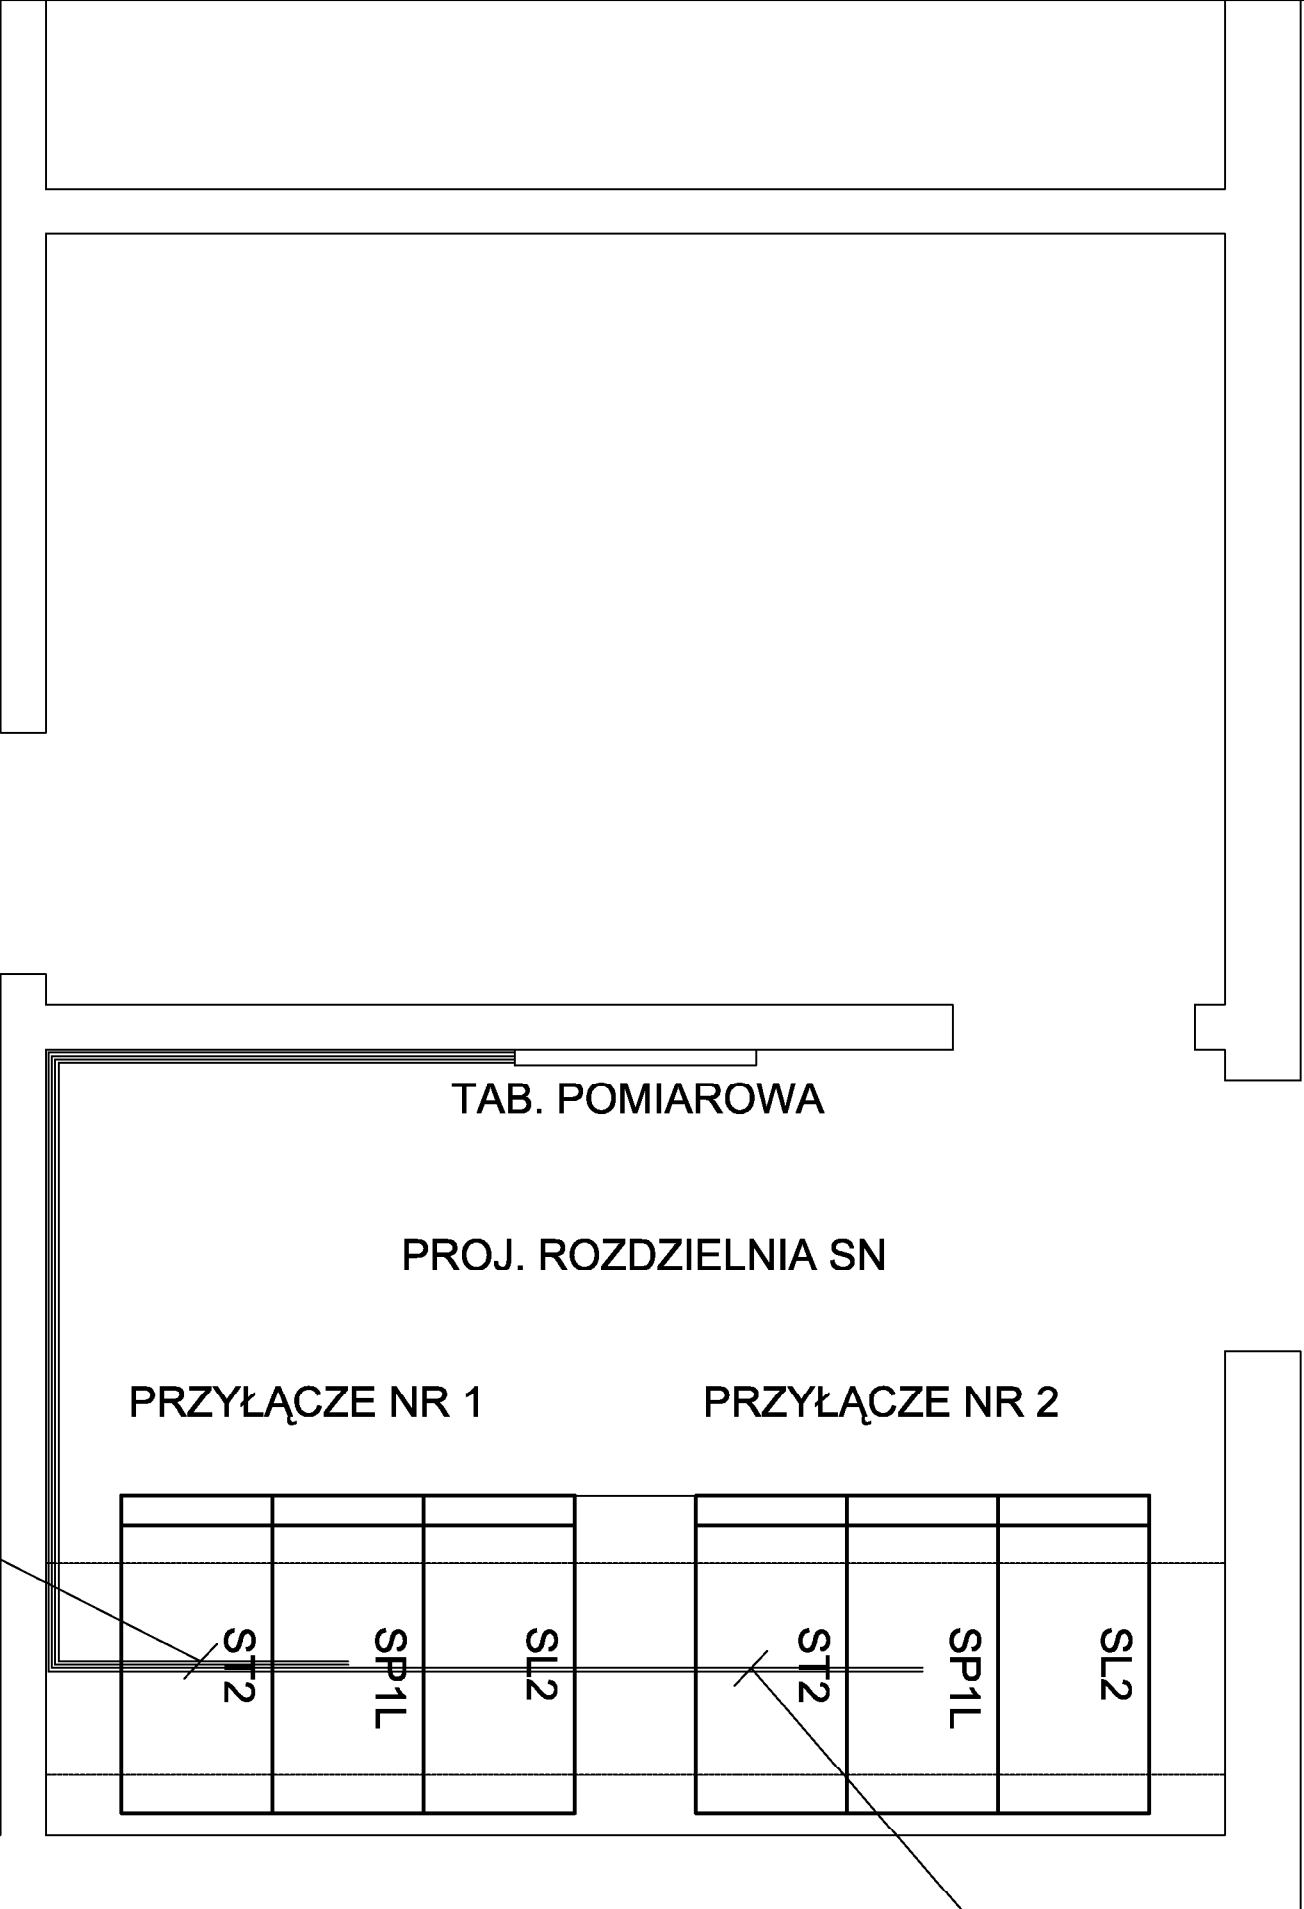 TAB. POMIAROWA
PROJ. ROZDZIELNIA SN
PRZYŁĄCZE NR 1
PRZYŁĄCZE NR 2
ST2
SP1L
SL2
ST2
SP1L
SL2